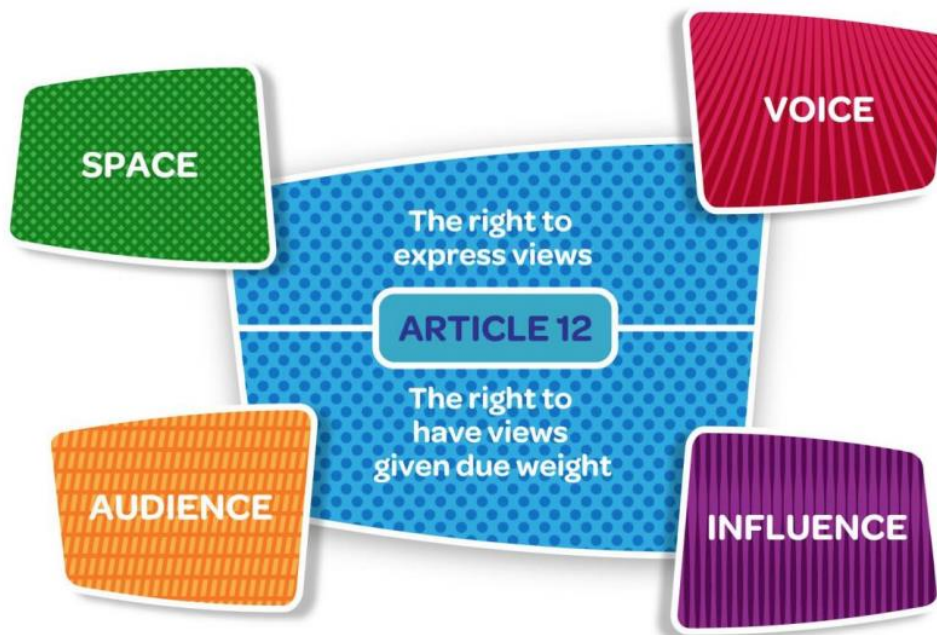 SPACE
VOICE
The right to
express views
ARTICLE 12
The right to
have views
given due weight
AUDIENCE
INFLUENCE